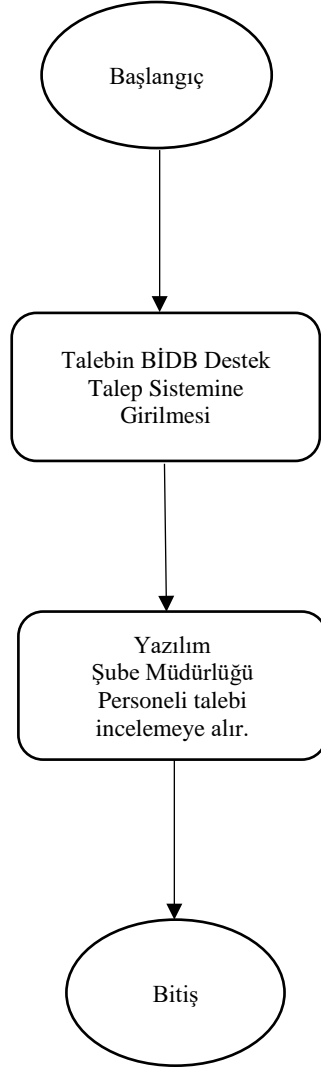 Başlangıç
Talebin BİDB Destek
Talep Sistemine
Girilmesi
Yazılım
Şube Müdürlüğü
Personeli talebi
incelemeye alır.
Bitiş